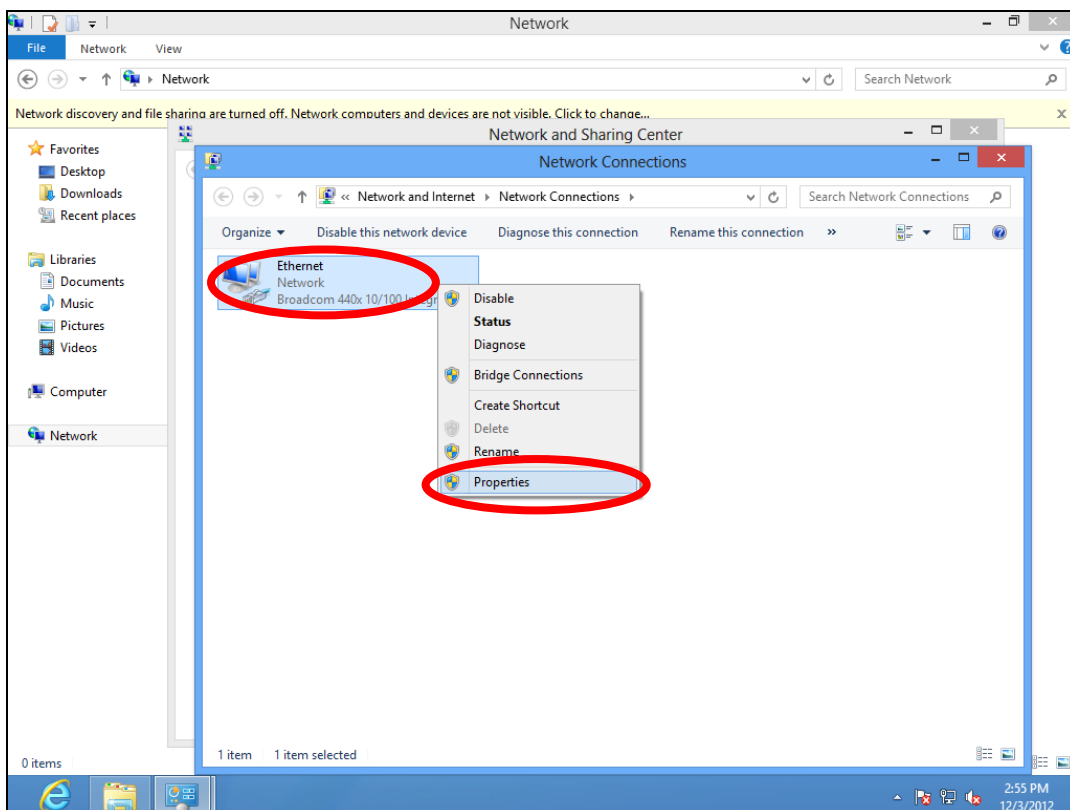 Network
File Network View
Network
Search Network
Network discovery and file sharing are turned off. Network computers and devices are not visible. Click to change...
Favorites
Desktop
Downloads
Recent places
Libraries
Documents
Music
Pictures
Videos
Computer
Network
0 items
Network and Sharing Center
Network Connections
« Network and Internet Network Connections
Search Network Connections
Organize Disable this network device Diagnose this connection Rename this connection »
Ethernet
Network
Broadcom 440x 10/100
Disable
Status
Diagnose
Bridge Connections
Create Shortcut
Delete
Rename
Properties
1 item 1 item selected
2:55 PM
12/3/2012